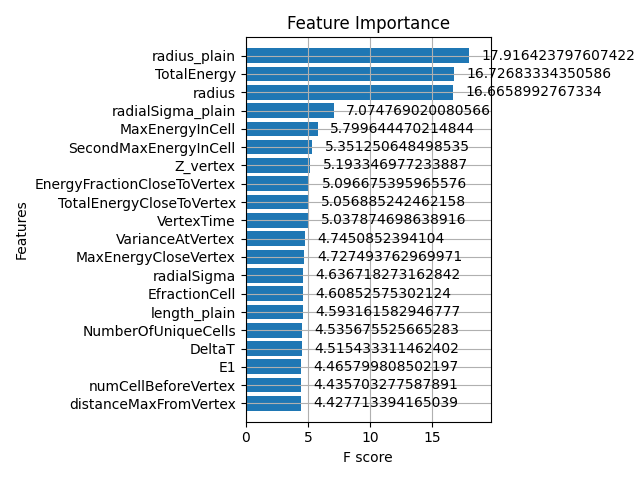 Feature Importance
radius_plain 17.916423797607422
TotalEnergy 16.72683334350586
radius 16.6658992767334
radialSigma_plain 7.074769020080566
MaxEnergyInCell 5.799644470214844
SecondMaxEnergyInCell 5.351250648498535
Z_vertex 5.193346977233887
EnergyFractionCloseToVertex 5.096675395965576
TotalEnergyCloseToVertex 5.056885242462158
VertexTime 5.037874698638916
VarianceAtVertex 4.7450852394104
MaxEnergyCloseVertex 4.727493762969971
radialSigma 4.636718273162842
EfractionCell 4.60852575302124
length_plain 4.593161582946777
NumberOfUniqueCells 4.535675525665283
DeltaT 4.515433311462402
E1 4.465799808502197
numCellBeforeVertex 4.435703277587891
distanceMaxFromVertex 4.427713394165039
0 5 10 15
F score
Features